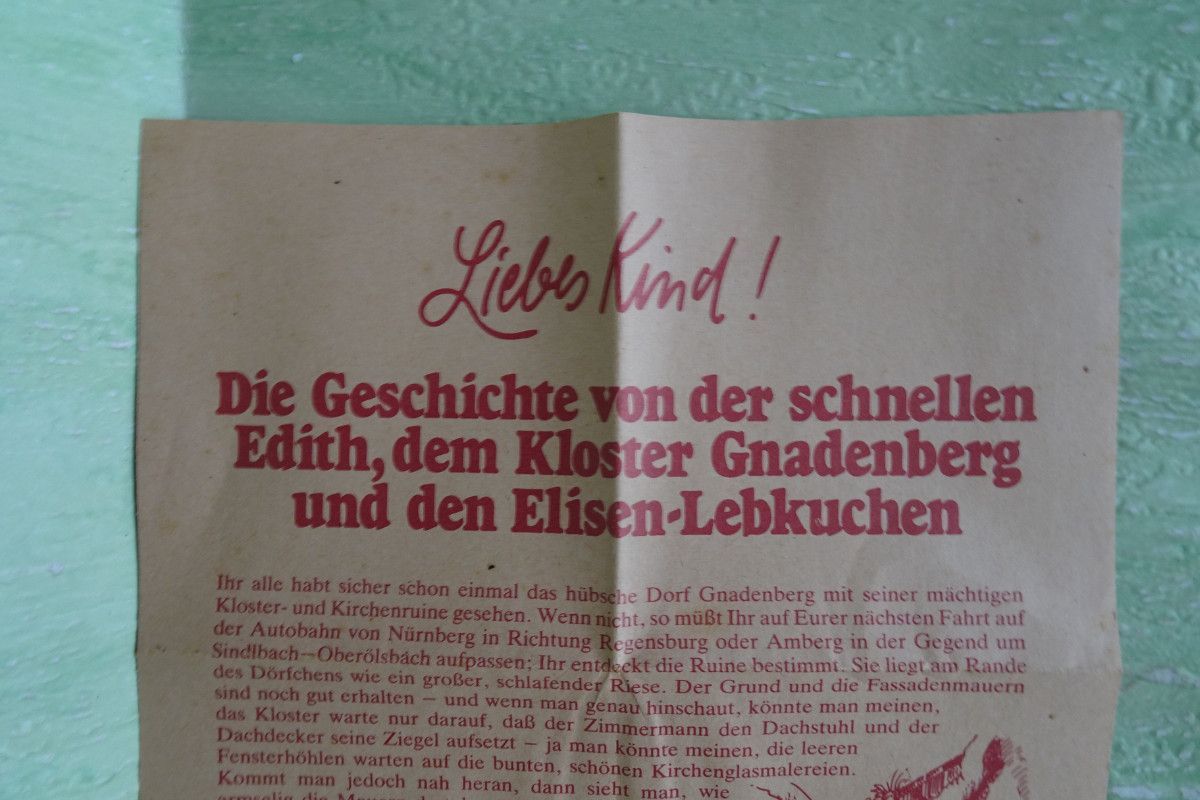 Liebes Kind!
Die Geschichte von der schnellen
Edith, dem Kloster Gnadenberg
und den Elisen-Lebkuchen
Ihr alle habt sicher schon einmal das hübsche Dorf Gnadenberg mit seiner mächtigen
Kloster- und Kirchenruine gesehen. Wenn nicht, so müßt Ihr auf Eurer nächsten Fahrt auf
der Autobahn von Nürnberg in Richtung Regensburg oder Amberg in der Gegend um
Sindlbach–Oberölsbach aufpassen; Ihr entdeckt die Ruine bestimmt. Sie liegt am Rande
des Dörfchens wie ein großer, schlafender Riese. Der Grund und die Fassadenmauern
sind noch gut erhalten – und wenn man genau hinschaut, könnte man meinen,
das Kloster warte nur darauf, daß der Zimmermann den Dachstuhl und der
Dachdecker seine Ziegel aufsetzt – ja man könnte meinen, die leeren
Fensterhöhlen warten auf die bunten, schönen Kirchenglasmalereien.
Kommt man jedoch nah heran, dann sieht man, wie
armselig die Mauern